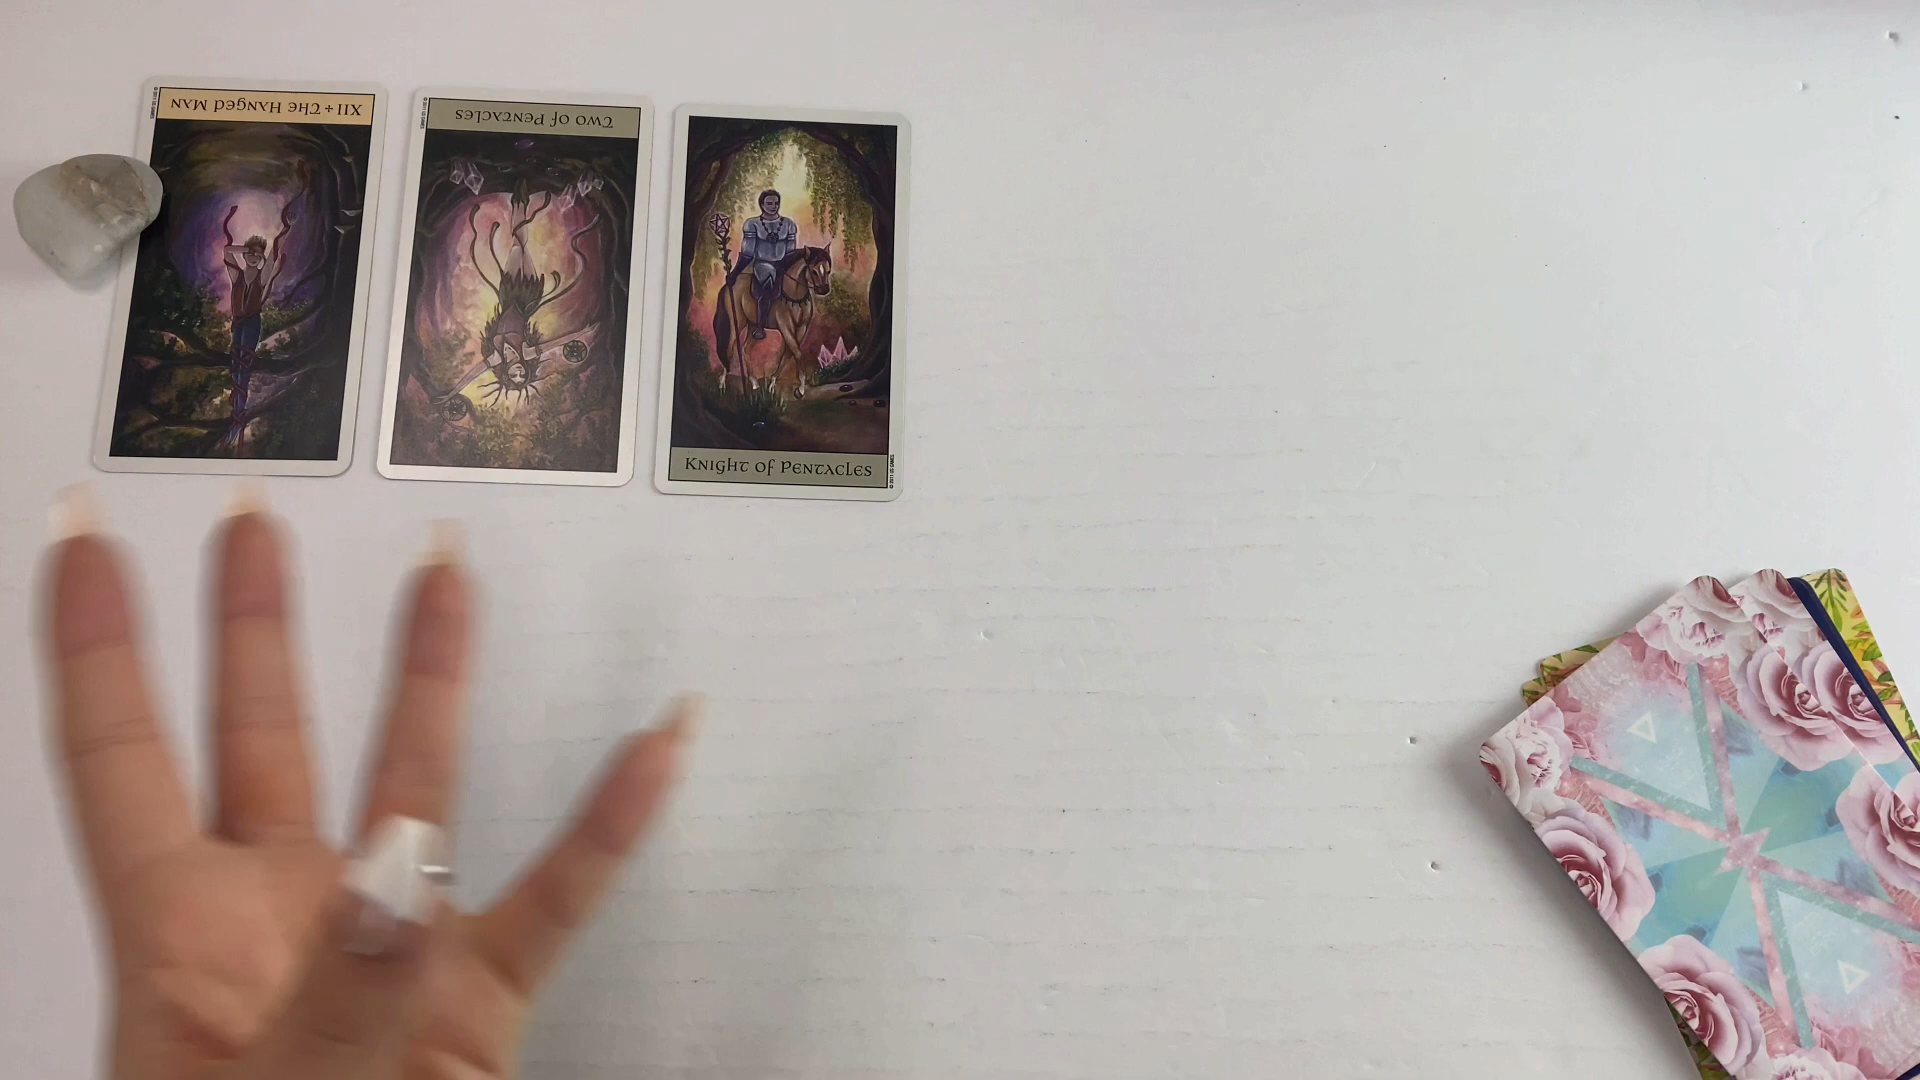 XII + The Hanged Man
Two of Pentacles
Knight of Pentacles